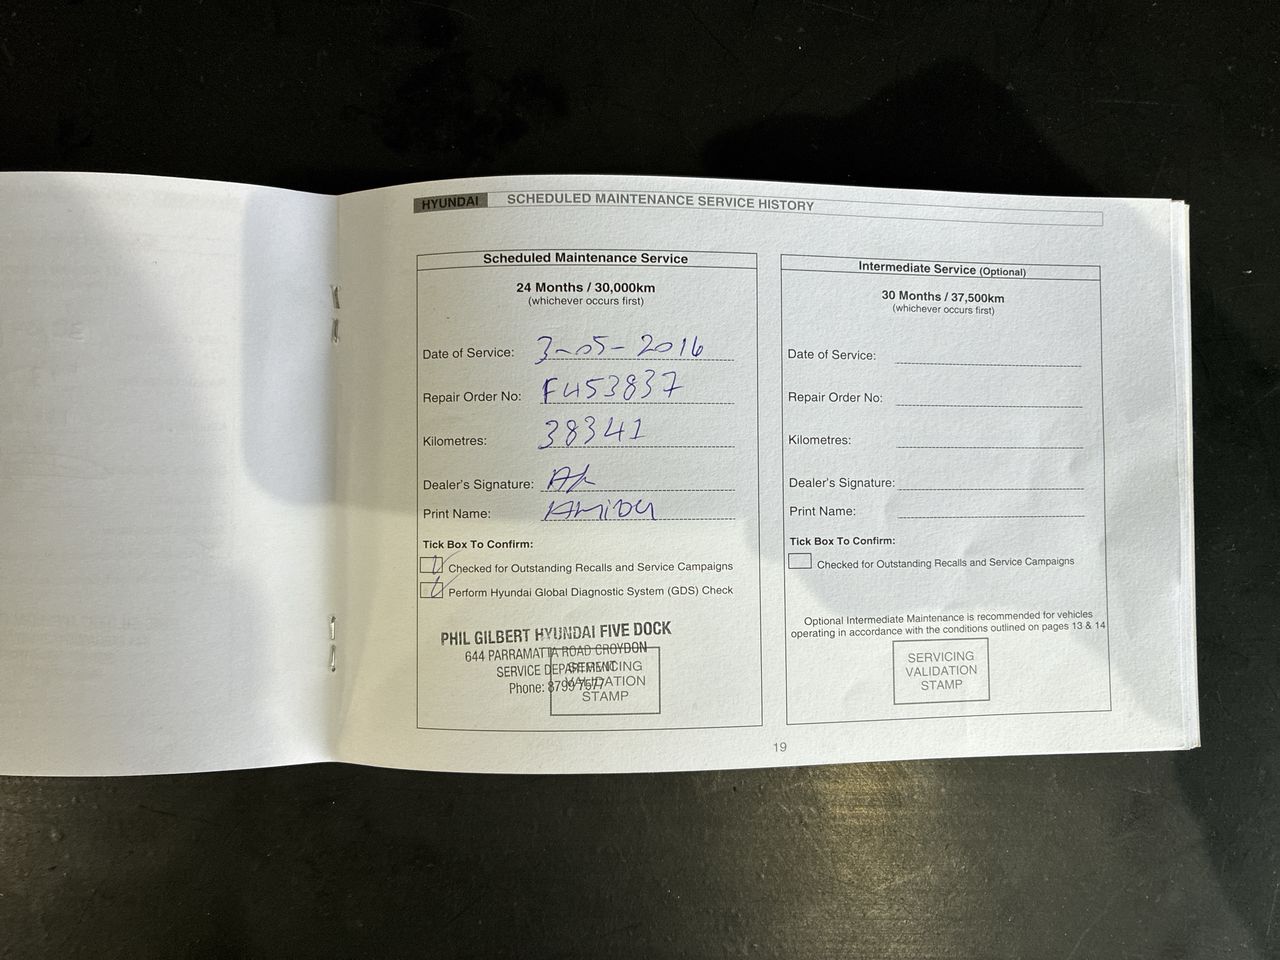 HYUNDAI SCHEDULED MAINTENANCE SERVICE HISTORY
Scheduled Maintenance Service
24 Months / 30,000km
(whichever occurs first)
Date of Service: 3-05-2016
Repair Order No: F453837
Kilometres: 38341
Dealer's Signature:
Print Name:
Tick Box To Confirm:
Checked for Outstanding Recalls and Service Campaigns
Perform Hyundai Global Diagnostic System (GDS) Check
PHIL GILBERT HYUNDAI FIVE DOCK
644 PARRAMATTA ROAD CROYDON
SERVICE DEPARTMENT
Phone: 8799 7577
SERVICING
VALIDATION
STAMP
Intermediate Service (Optional)
30 Months / 37,500km
(whichever occurs first)
Date of Service:
Repair Order No:
Kilometres:
Dealer's Signature:
Print Name:
Tick Box To Confirm:
Checked for Outstanding Recalls and Service Campaigns
Optional Intermediate Maintenance is recommended for vehicles
operating in accordance with the conditions outlined on pages 13 & 14
SERVICING
VALIDATION
STAMP
19